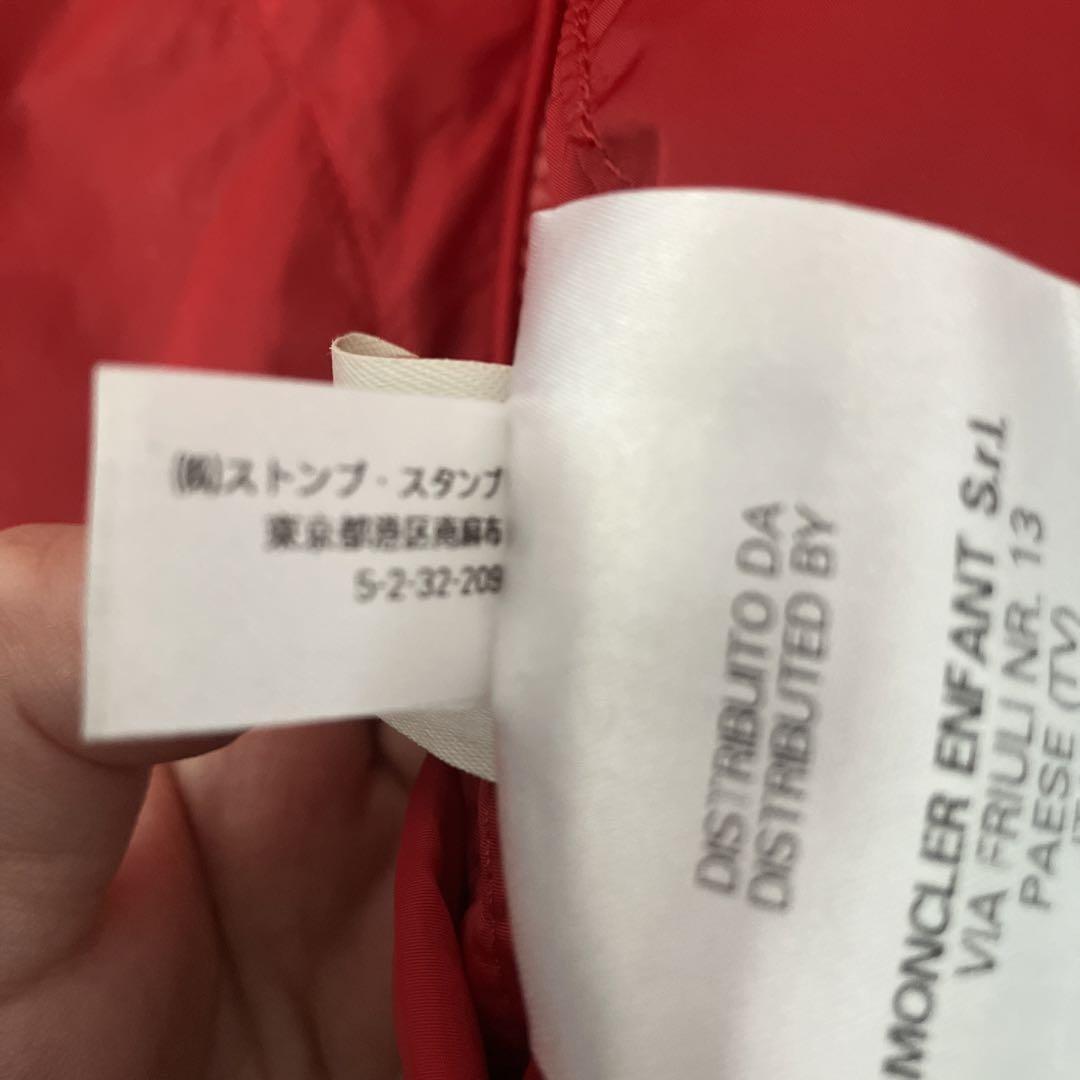 (株)ストンプ・スタンプ
東京都港区南麻布
5-2-32-209
DISTRIBUITO DA
DISTRIBUTED BY
MONCLER ENFANT S.r.l.
VIA FRIULI NR. 13
PAESE (TV)